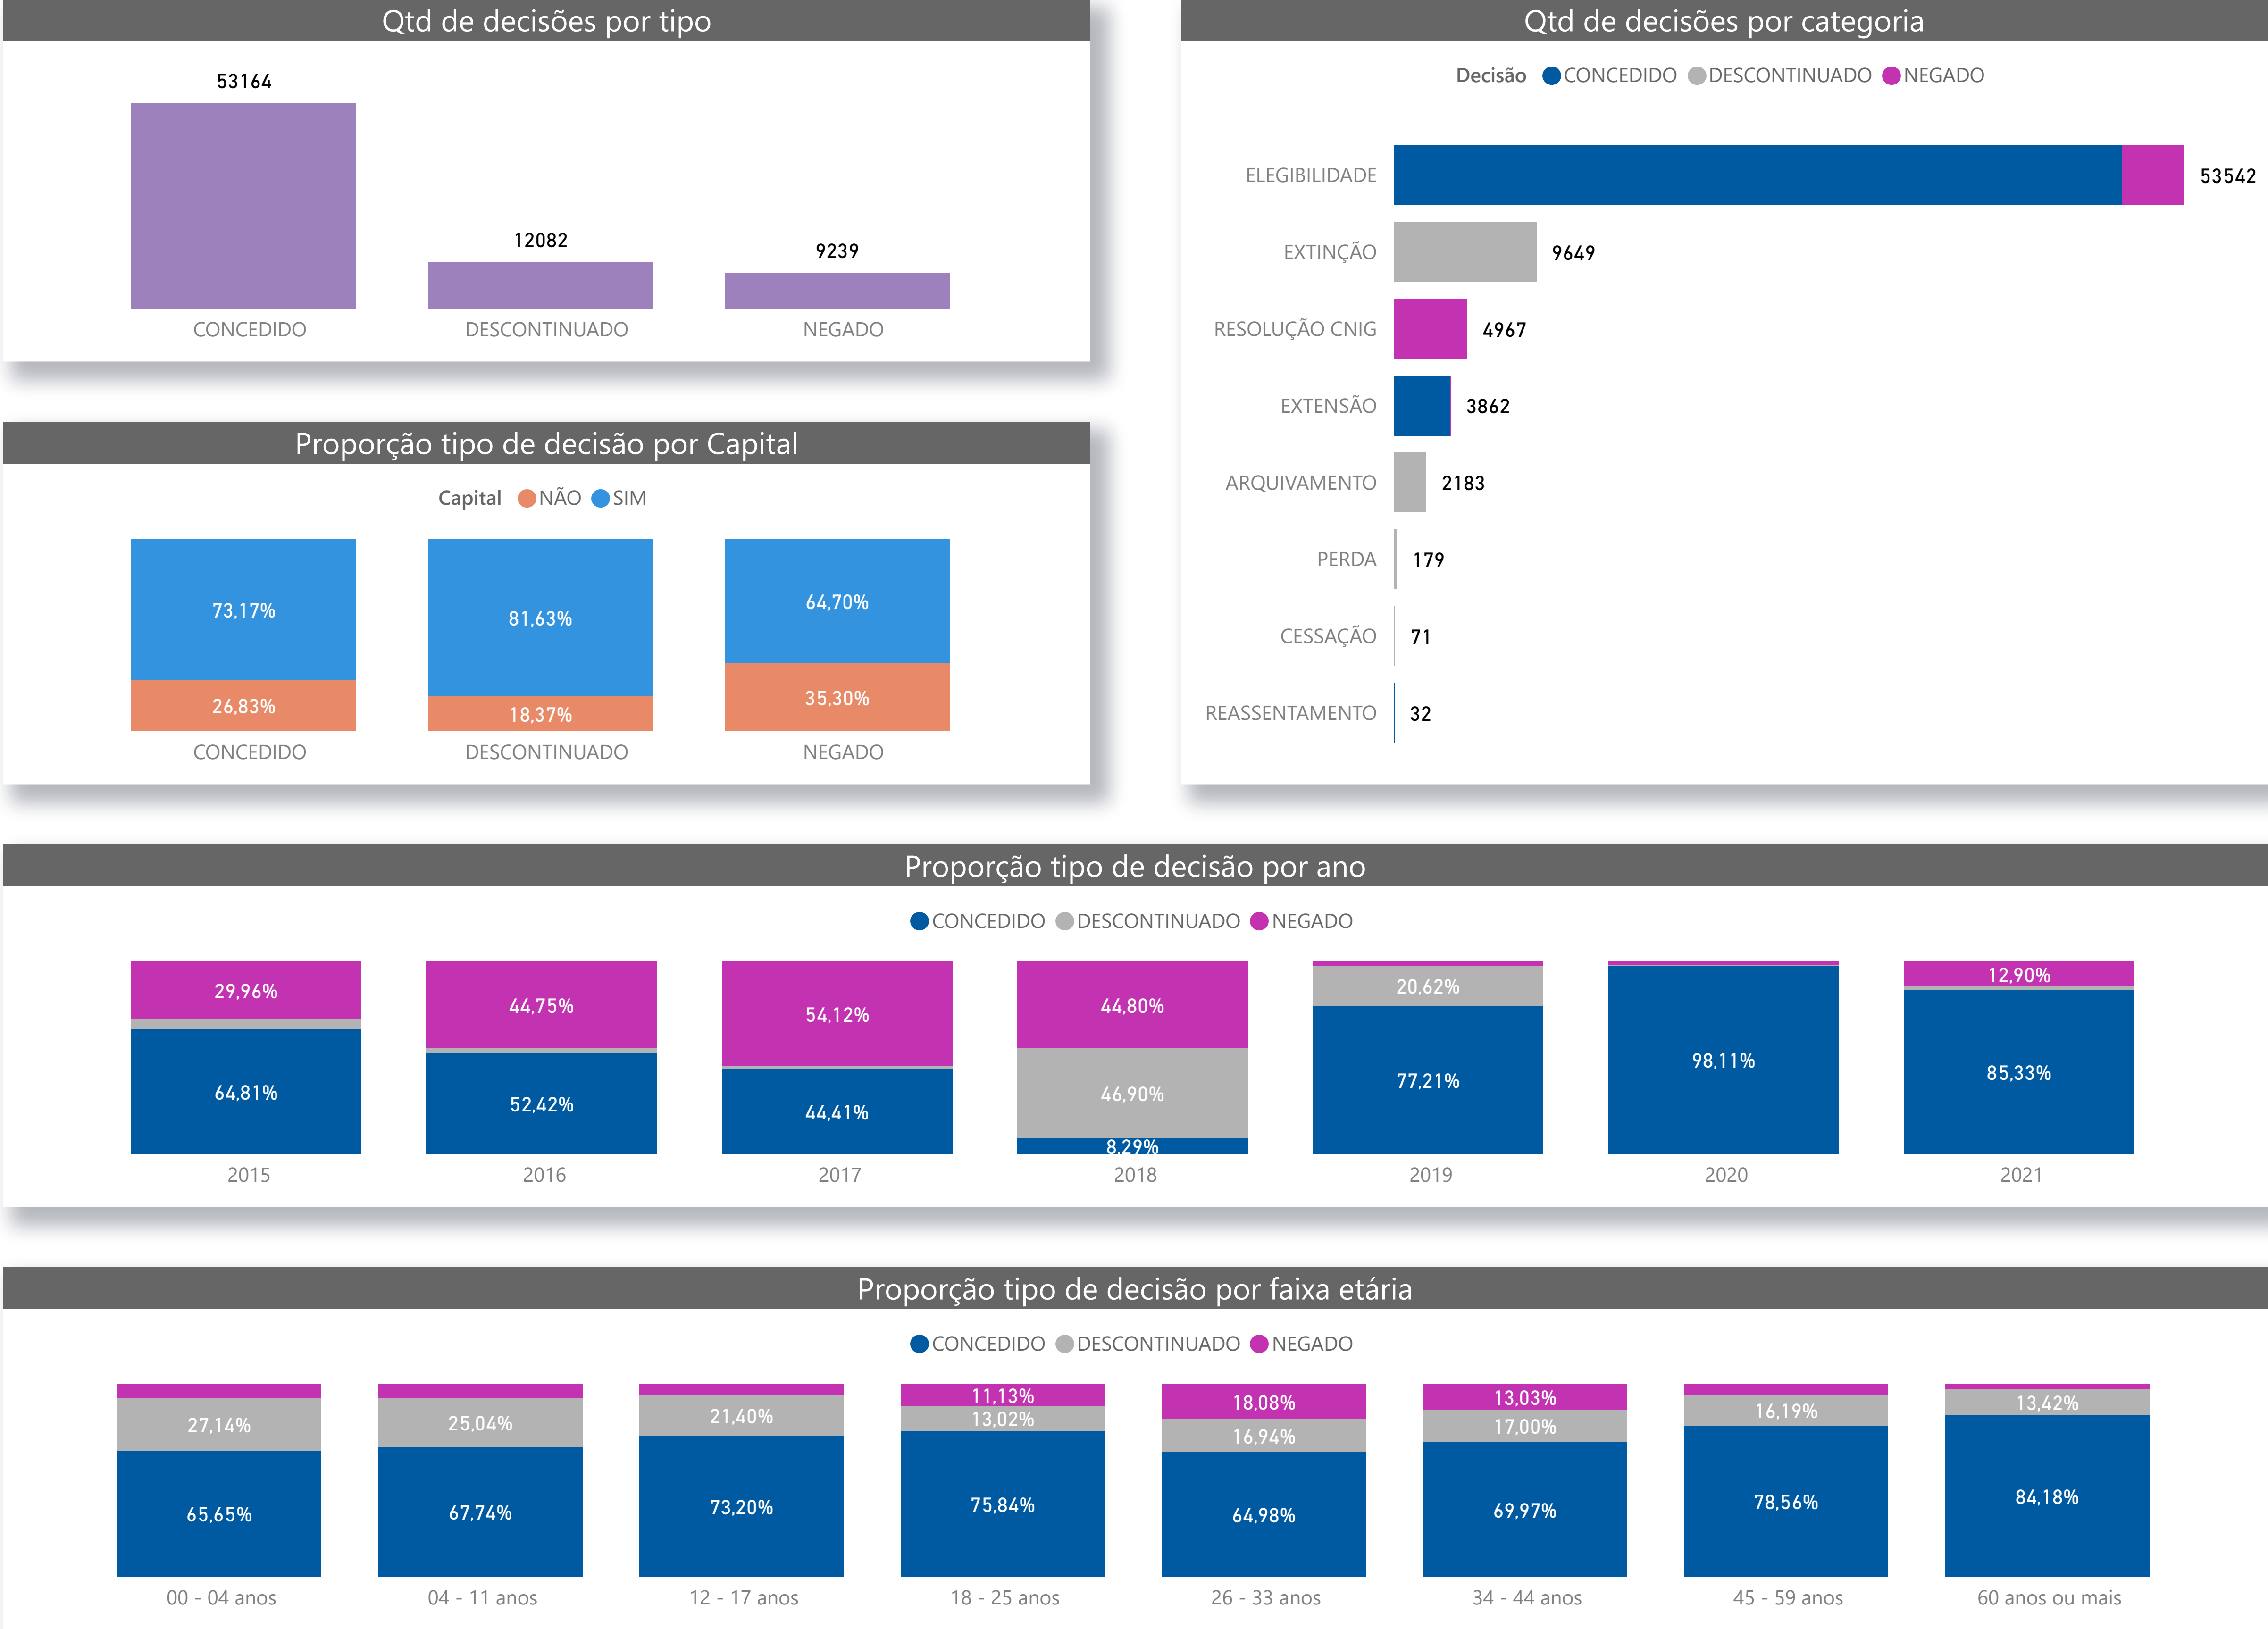 Qtd de decisões por tipo
53164
12082
9239
CONCEDIDO DESCONTINUADO NEGADO
Proporção tipo de decisão por Capital
Capital NÃO SIM
73,17% 81,63% 64,70%
26,83% 18,37% 35,30%
CONCEDIDO DESCONTINUADO NEGADO
Qtd de decisões por categoria
Decisão CONCEDIDO DESCONTINUADO NEGADO
ELEGIBILIDADE 53542
EXTINÇÃO 9649
RESOLUÇÃO CNIG 4967
EXTENSÃO 3862
ARQUIVAMENTO 2183
PERDA 179
CESSAÇÃO 71
REASSENTAMENTO 32
Proporção tipo de decisão por ano
CONCEDIDO DESCONTINUADO NEGADO
29,96% 44,75% 54,12% 44,80% 20,62% 12,90%
64,81% 52,42% 44,41% 46,90% 77,21% 98,11% 85,33%
8,29%
2015 2016 2017 2018 2019 2020 2021
Proporção tipo de decisão por faixa etária
CONCEDIDO DESCONTINUADO NEGADO
11,13% 18,08% 13,03%
27,14% 25,04% 21,40% 13,02% 16,94% 17,00% 16,19% 13,42%
65,65% 67,74% 73,20% 75,84% 64,98% 69,97% 78,56% 84,18%
00 - 04 anos 04 - 11 anos 12 - 17 anos 18 - 25 anos 26 - 33 anos 34 - 44 anos 45 - 59 anos 60 anos ou mais